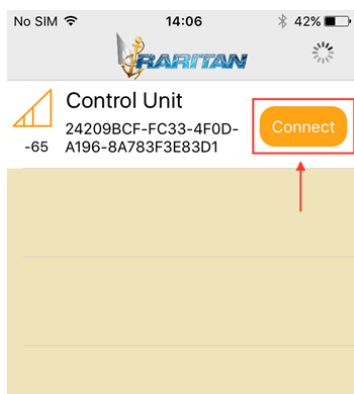 No SIM 14:06 42%
RARITAN
Control Unit
24209BCF-FC33-4F0D-
A196-8A783F3E83D1
-65
Connect